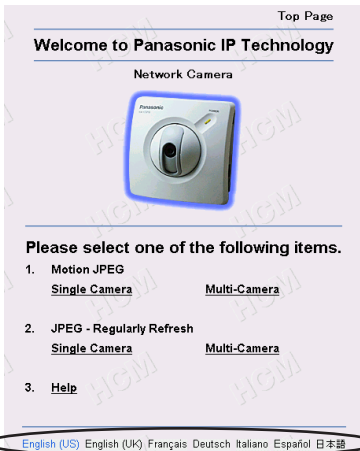 Top Page
Welcome to Panasonic IP Technology
Network Camera
Panasonic
HCM
Please select one of the following items.
1. Motion JPEG
Single Camera Multi-Camera
2. JPEG - Regularly Refresh
Single Camera Multi-Camera
3. Help
English (US) English (UK) Français Deutsch Italiano Español 日本語